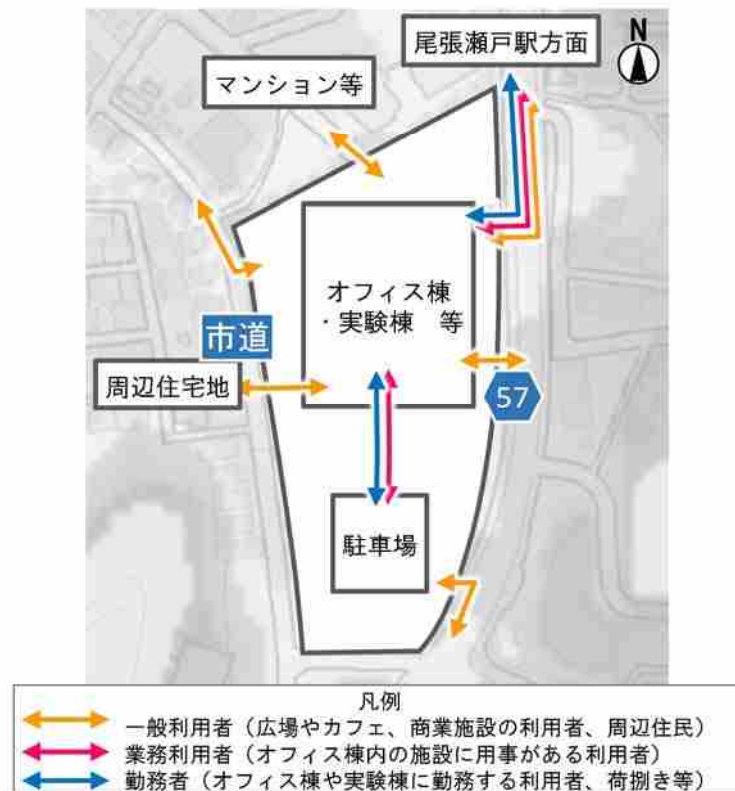 尾張瀬戸駅方面
N
マンション等
オフィス棟
・実験棟　等
市道
周辺住宅地
57
駐車場
凡例
一般利用者（広場やカフェ、商業施設の利用者、周辺住民）
業務利用者（オフィス棟内の施設に用事がある利用者）
勤務者（オフィス棟や実験棟に勤務する利用者、荷捌き等）